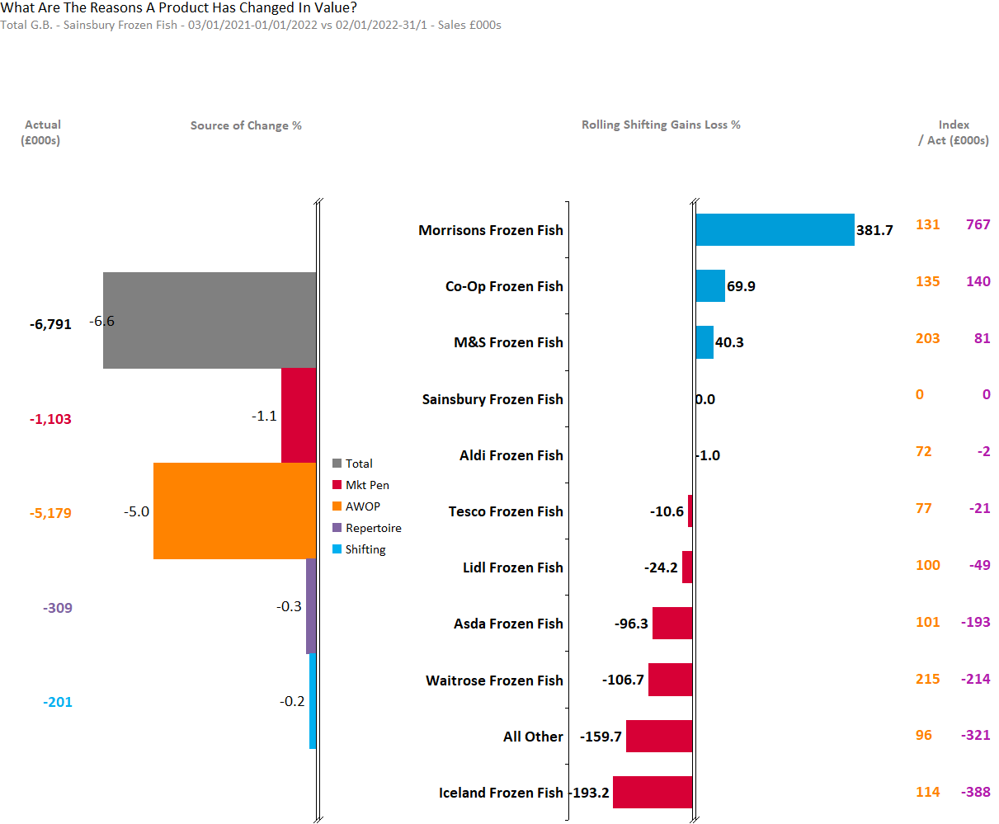 What Are The Reasons A Product Has Changed In Value?
Total G.B. - Sainsbury Frozen Fish - 03/01/2021-01/01/2022 vs 02/01/2022-31/1 - Sales £000s
Actual
(£000s)
Source of Change %
Rolling Shifting Gains Loss %
Index
/ Act (£000s)
-6,791
-6.6
-1,103
-1.1
-5,179
-5.0
-309
-0.3
-201
-0.2
Total
Mkt Pen
AWOP
Repertoire
Shifting
Morrisons Frozen Fish 381.7 131 767
Co-Op Frozen Fish 69.9 135 140
M&S Frozen Fish 40.3 203 81
Sainsbury Frozen Fish 0.0 0 0
Aldi Frozen Fish -1.0 72 -2
Tesco Frozen Fish -10.6 77 -21
Lidl Frozen Fish -24.2 100 -49
Asda Frozen Fish -96.3 101 -193
Waitrose Frozen Fish -106.7 215 -214
All Other -159.7 96 -321
Iceland Frozen Fish -193.2 114 -388